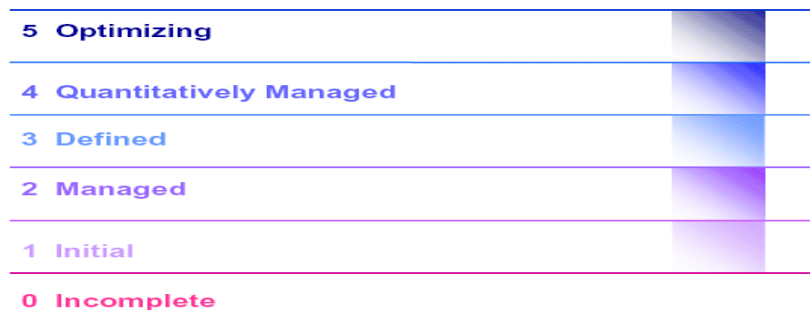 5 Optimizing
4 Quantitatively Managed
3 Defined
2 Managed
1 Initial
0 Incomplete